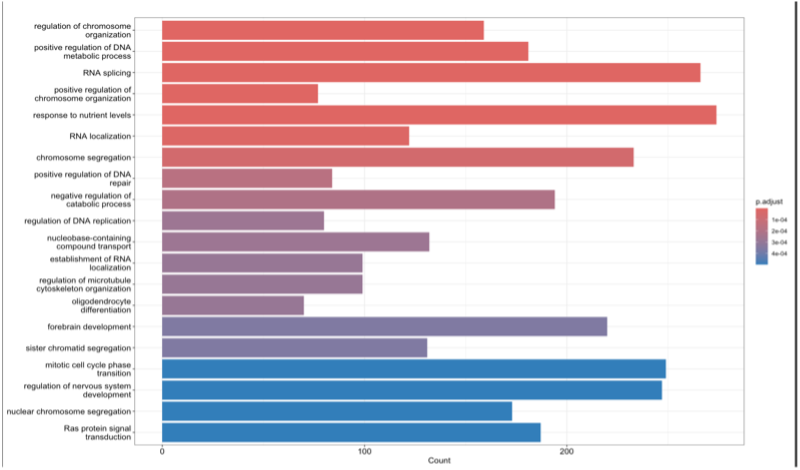 regulation of chromosome
organization
positive regulation of DNA
metabolic process
RNA splicing
positive regulation of
chromosome organization
response to nutrient levels
RNA localization
chromosome segregation
positive regulation of DNA
repair
negative regulation of
catabolic process
regulation of DNA replication
nucleobase-containing
compound transport
establishment of RNA
localization
regulation of microtubule
cytoskeleton organization
oligodendrocyte
differentiation
forebrain development
sister chromatid segregation
mitotic cell cycle phase
transition
regulation of nervous system
development
nuclear chromosome segregation
Ras protein signal
transduction
0 100 200
Count
p.adjust
1e-04
2e-04
3e-04
4e-04